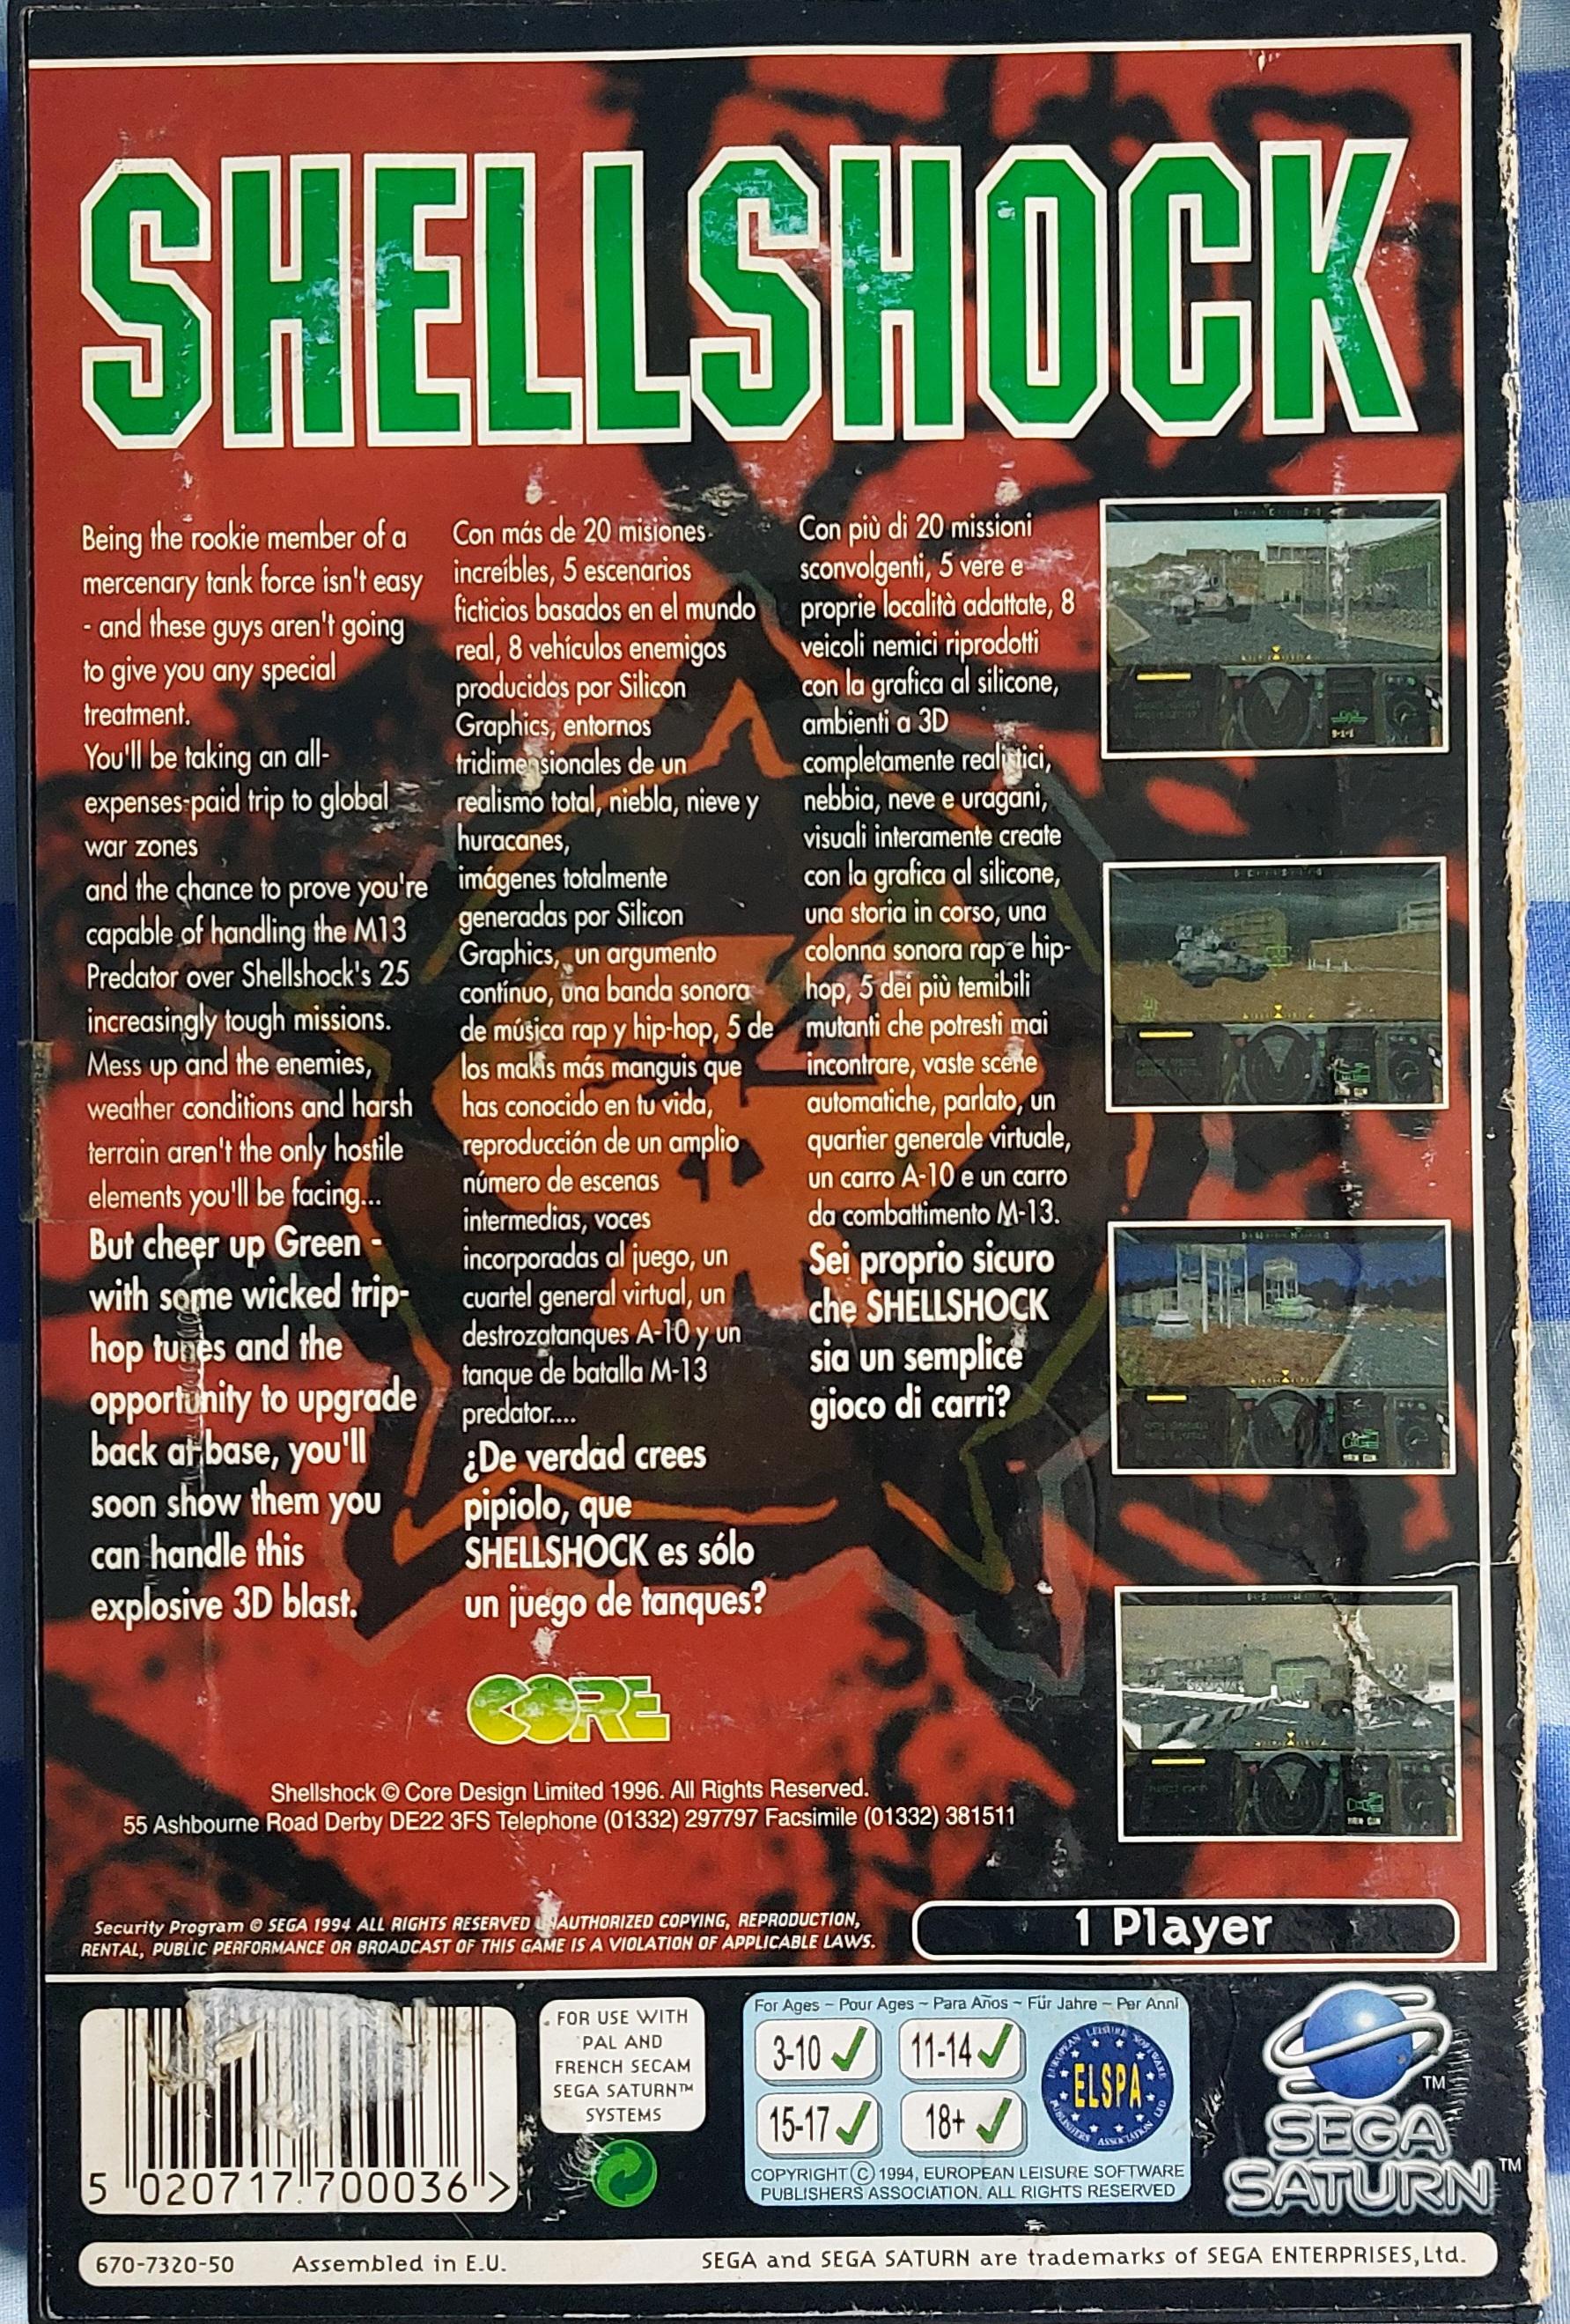 SHELLSHOCK
Being the rookie member of a
mercenary tank force isn't easy
- and these guys aren't going
to give you any special
treatment.
You'll be taking an all-
expenses-paid trip to global
war zones
and the chance to prove you're
capable of handling the M13
Predator over Shellshock's 25
increasingly tough missions.
Mess up and the enemies,
weather conditions and harsh
terrain aren't the only hostile
elements you'll be facing...
But cheer up Green -
with some wicked trip-
hop tunes and the
opportunity to upgrade
back at base, you'll
soon show them you
can handle this
explosive 3D blast.
Con más de 20 misiones
increíbles, 5 escenarios
ficticios basados en el mundo
real, 8 vehículos enemigos
producidos por Silicon
Graphics, entornos
tridimensionales de un
realismo total, niebla, nieve y
huracanes,
imágenes totalmente
generadas por Silicon
Graphics, un argumento
contínuo, una banda sonora
de música rap y hip-hop, 5 de
los makis más manguis que
has conocido en tu vida,
reproducción de un amplio
número de escenas
intermedias, voces
incorporadas al juego, un
cuartel general virtual, un
destrozatanques A-10 y un
tanque de batalla M-13
predator....
¿De verdad crees
pipiolo, que
SHELLSHOCK es sólo
un juego de tanques?
Con più di 20 missioni
sconvolgenti, 5 vere e
proprie località adattate, 8
veicoli nemici riprodotti
con la grafica al silicone,
ambienti a 3D
completamente realistici,
nebbia, neve e uragani,
visuali interamente create
con la grafica al silicone,
una storia in corso, una
colonna sonora rap e hip-
hop, 5 dei più temibili
mutanti che potresti mai
incontrare, vaste scene
automatiche, parlato, un
quartier generale virtuale,
un carro A-10 e un carro
da combattimento M-13.
Sei proprio sicuro
che SHELLSHOCK
sia un semplice
gioco di carri?
CORE
Shellshock © Core Design Limited 1996. All Rights Reserved.
55 Ashbourne Road Derby DE22 3FS Telephone (01332) 297797 Facsimile (01332) 381511
Security Program © SEGA 1994 ALL RIGHTS RESERVED UNAUTHORIZED COPYING, REPRODUCTION,
RENTAL, PUBLIC PERFORMANCE OR BROADCAST OF THIS GAME IS A VIOLATION OF APPLICABLE LAWS.
1 Player
5 020717 700036 >
FOR USE WITH
PAL AND
FRENCH SECAM
SEGA SATURN™
SYSTEMS
For Ages ~ Pour Ages ~ Para Años ~ Für Jahre ~ Per Anni
3-10 ✓ 11-14 ✓
15-17 ✓ 18+ ✓
EUROPEAN LEISURE SOFTWARE
ELSPA
PUBLISHERS ASSOCIATION LTD
COPYRIGHT © 1994, EUROPEAN LEISURE SOFTWARE
PUBLISHERS ASSOCIATION. ALL RIGHTS RESERVED
TM
SEGA
SATURN™
670-7320-50 Assembled in E.U. SEGA and SEGA SATURN are trademarks of SEGA ENTERPRISES, Ltd.